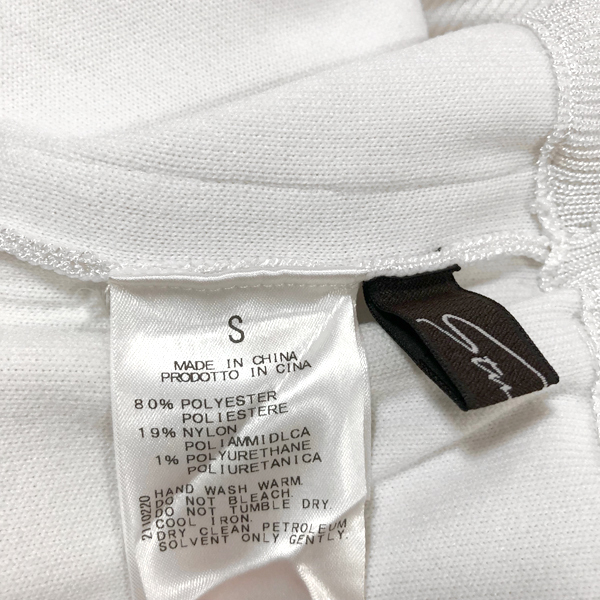 S
MADE IN CHINA
PRODOTTO IN CINA
80% POLYESTER
POLIESTERE
19% NYLON
POLIAMMIDLCA
1% POLYURETHANE
POLIURETANICA
HAND WASH WARM.
DO NOT BLEACH.
DO NOT TUMBLE DRY.
COOL IRON.
DRY CLEAN PETROLEUM
SOLVENT ONLY GENTLY.
2110220